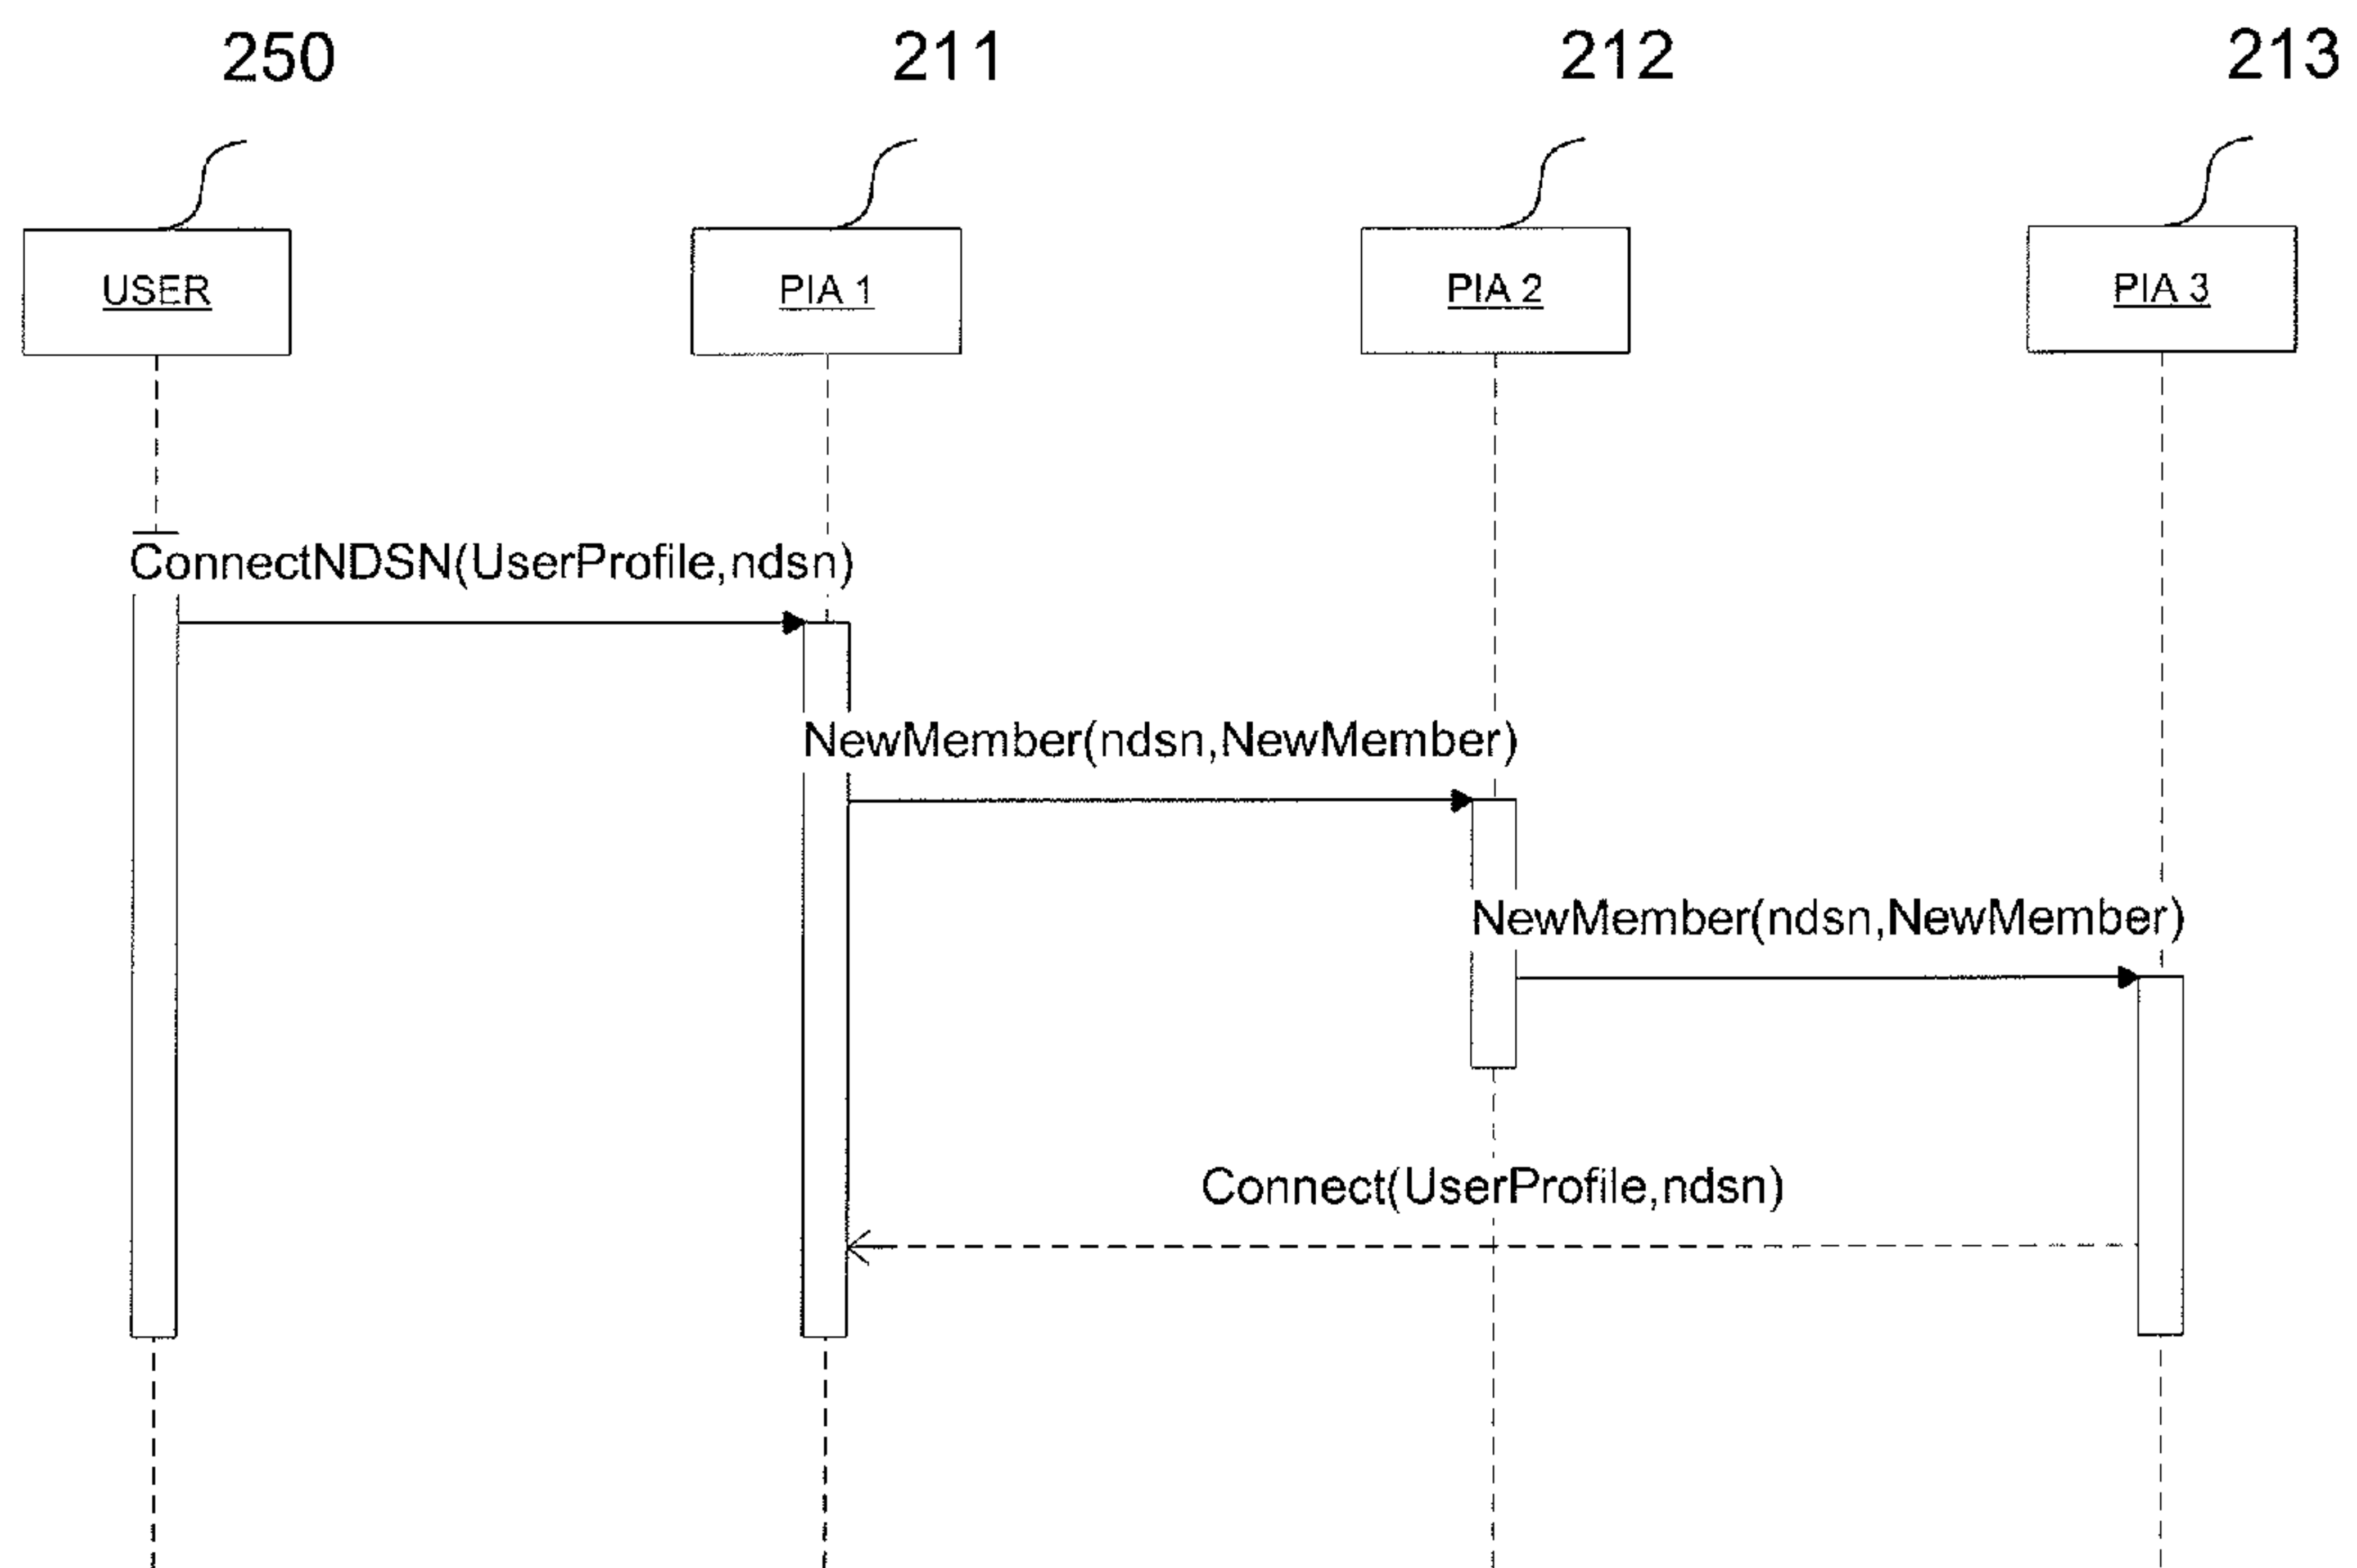 250
211
212
213
USER
PIA 1
PIA 2
PIA 3
ConnectNDSN(UserProfile,ndsn)
NewMember(ndsn,NewMember)
NewMember(ndsn,NewMember)
Connect(UserProfile,ndsn)